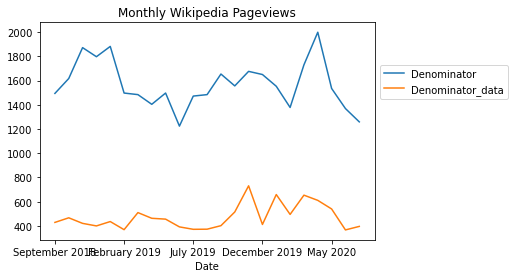 Monthly Wikipedia Pageviews
2000
1800
1600
1400
1200
1000
800
600
400
September 2018 February 2019 July 2019 December 2019 May 2020
Date
Denominator
Denominator_data